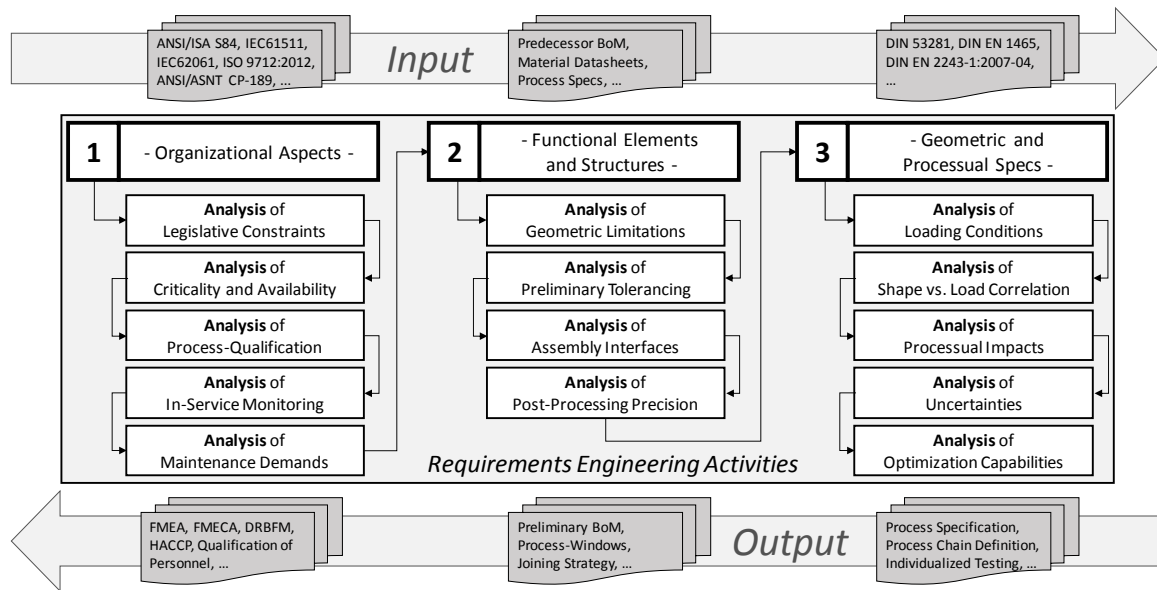 ANSI/ISA S84, IEC61511,
IEC62061, ISO 9712:2012,
ANSI/ASNT CP-189, ...
Input
Predecessor BoM,
Material Datasheets,
Process Specs, ...
DIN 53281, DIN EN 1465,
DIN EN 2243-1:2007-04,
...
1
- Organizational Aspects -
Analysis of
Legislative Constraints
Analysis of
Criticality and Availability
Analysis of
Process-Qualification
Analysis of
In-Service Monitoring
Analysis of
Maintenance Demands
2
- Functional Elements
and Structures -
Analysis of
Geometric Limitations
Analysis of
Preliminary Tolerancing
Analysis of
Assembly Interfaces
Analysis of
Post-Processing Precision
3
- Geometric and
Processual Specs -
Analysis of
Loading Conditions
Analysis of
Shape vs. Load Correlation
Analysis of
Processual Impacts
Analysis of
Uncertainties
Analysis of
Optimization Capabilities
Requirements Engineering Activities
FMEA, FMECA, DRBFM,
HACCP, Qualification of
Personnel, ...
Preliminary BoM,
Process-Windows,
Joining Strategy, ...
Output
Process Specification,
Process Chain Definition,
Individualized Testing, ...